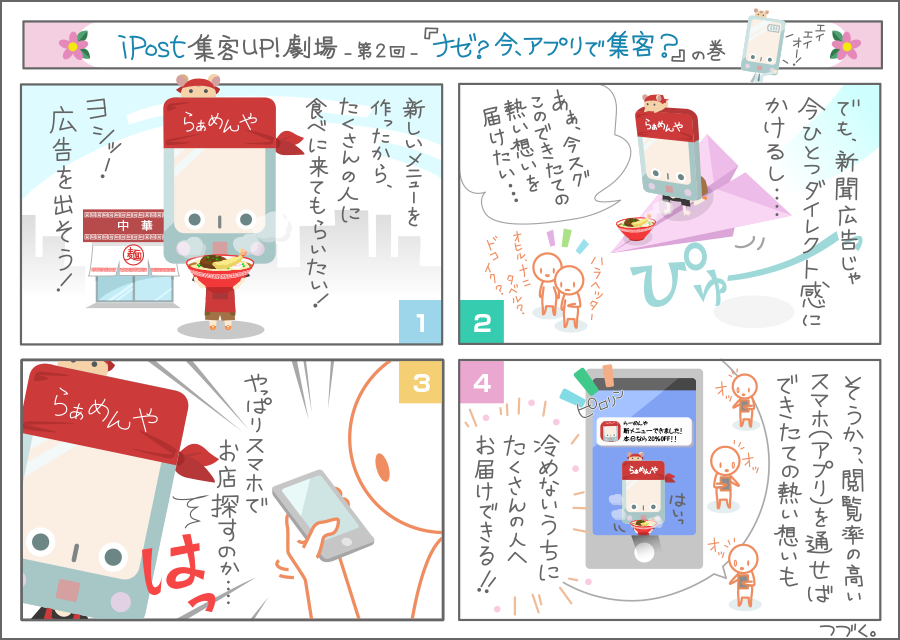 iPost 集客UP!劇場 -第2回-『ナゼ?今、アプリで集客?』の巻
エイ
オー
エイ
!
新しいメニューを
作ったから、
たくさんの人に
食べに来てもらいたい!
らぁめんや
ヨシッ!
広告を出そう!
中華
麺
1
でも、新聞広告じゃ
今ひとつダイレクト感に
かけるし…
らぁめんや
あぁ、今スグ
このできたての
熱い想いを
届けたい…
ぴゅー
ハラヘッター
オヒルナニ
タベル?
ドコイク?
2
やっぱりスマホで
お店探すのか…
らぁめんや
はっ
3
そうか、閲覧率の高い
スマホ(アプリ)を通せば
できたての熱い想いも
オッ
オッ
オッ
ピロロリン
らーめんや
新メニューできました!
本日なら20%OFF!!
らぁめんや
はいっ
冷めないうちに
たくさんの人へ
お届けできる!!
4
つづく。